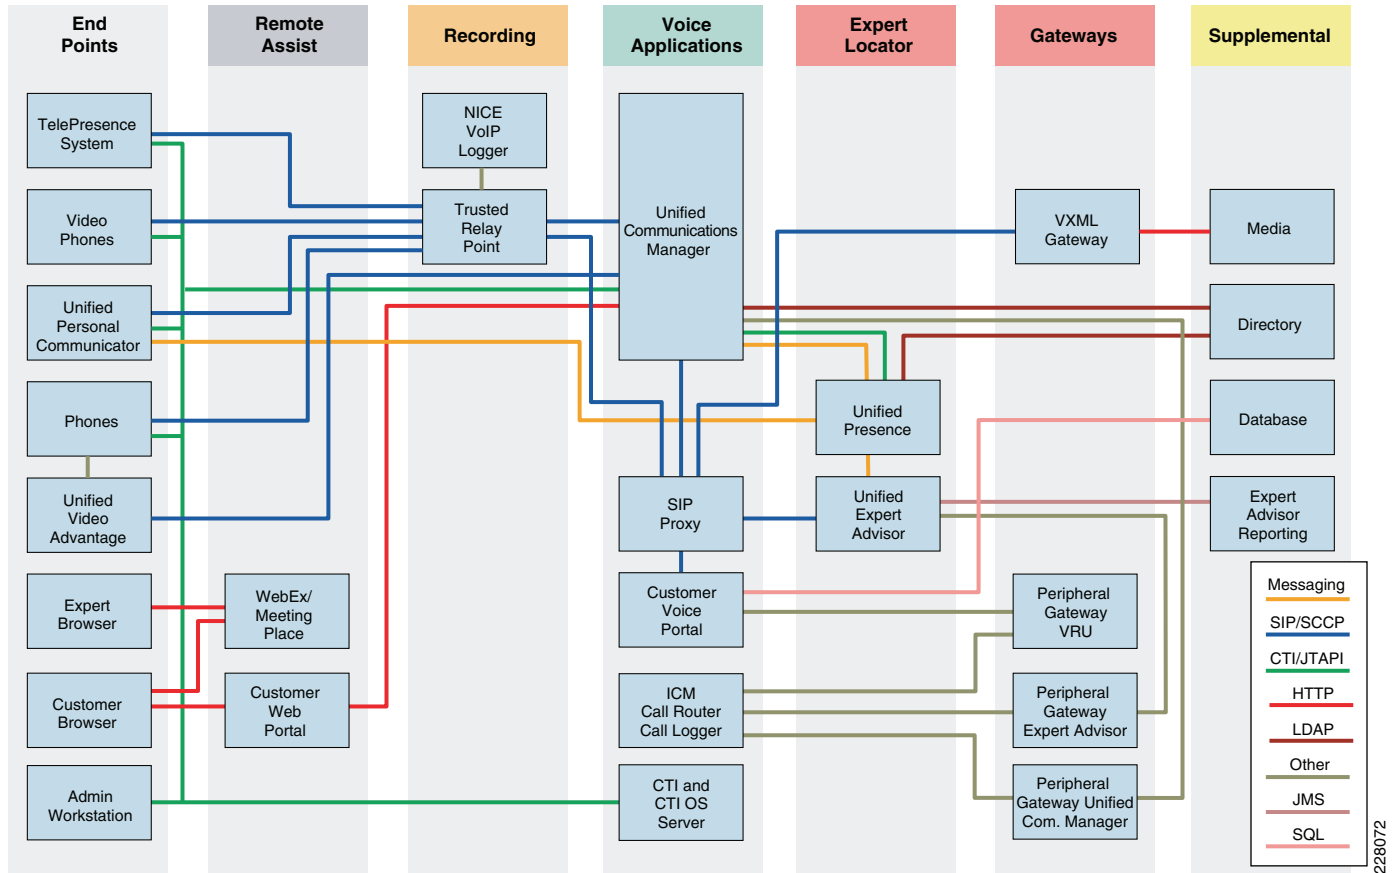 End
Points
Remote
Assist
Recording
Voice
Applications
Expert
Locator
Gateways
Supplemental
TelePresence
System
Video
Phones
Unified
Personal
Communicator
Phones
Unified
Video
Advantage
Expert
Browser
Customer
Browser
Admin
Workstation
WebEx/
Meeting
Place
Customer
Web
Portal
NICE
VoIP
Logger
Trusted
Relay
Point
Unified
Communications
Manager
SIP
Proxy
Customer
Voice
Portal
ICM
Call Router
Call Logger
CTI and
CTI OS
Server
Unified
Presence
Unified
Expert
Advisor
VXML
Gateway
Peripheral
Gateway
VRU
Peripheral
Gateway
Expert Advisor
Peripheral
Gateway Unified
Com. Manager
Media
Directory
Database
Expert
Advisor
Reporting
Messaging
SIP/SCCP
CTI/JTAPI
HTTP
LDAP
Other
JMS
SQL
228072